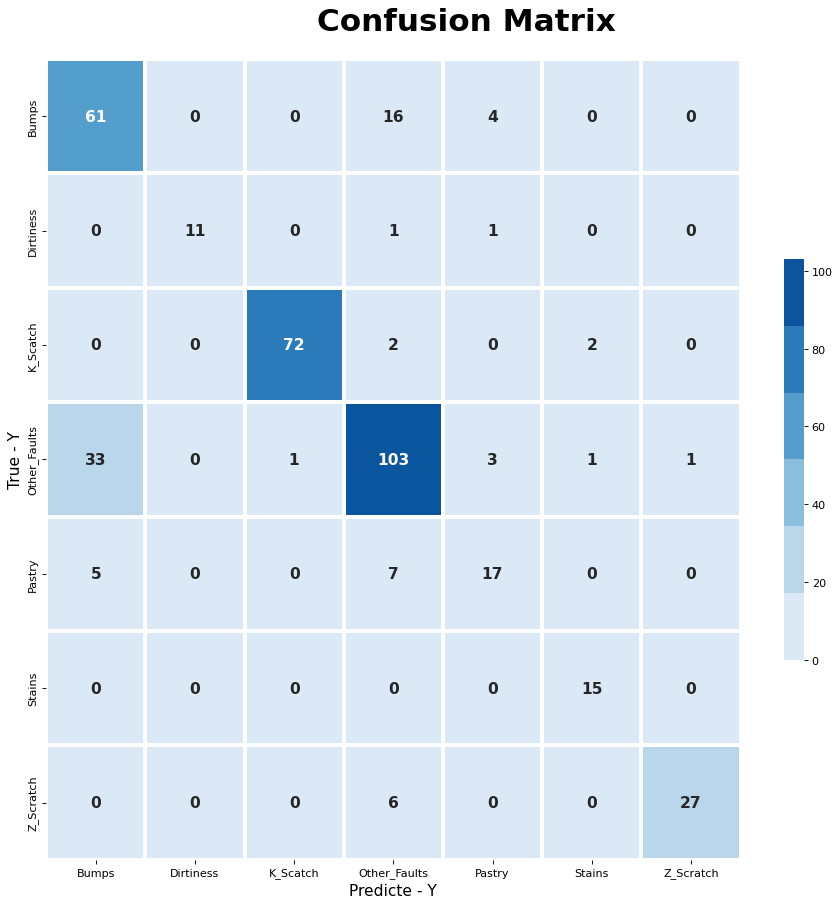 Confusion Matrix
Bumps 61 0 0 16 4 0 0
Dirtiness 0 11 0 1 1 0 0
K_Scatch 0 0 72 2 0 2 0
Other_Faults 33 0 1 103 3 1 1
Pastry 5 0 0 7 17 0 0
Stains 0 0 0 0 0 15 0
Z_Scratch 0 0 0 6 0 0 27
True - Y
Bumps Dirtiness K_Scatch Other_Faults Pastry Stains Z_Scratch
Predicte - Y
100
80
60
40
20
0